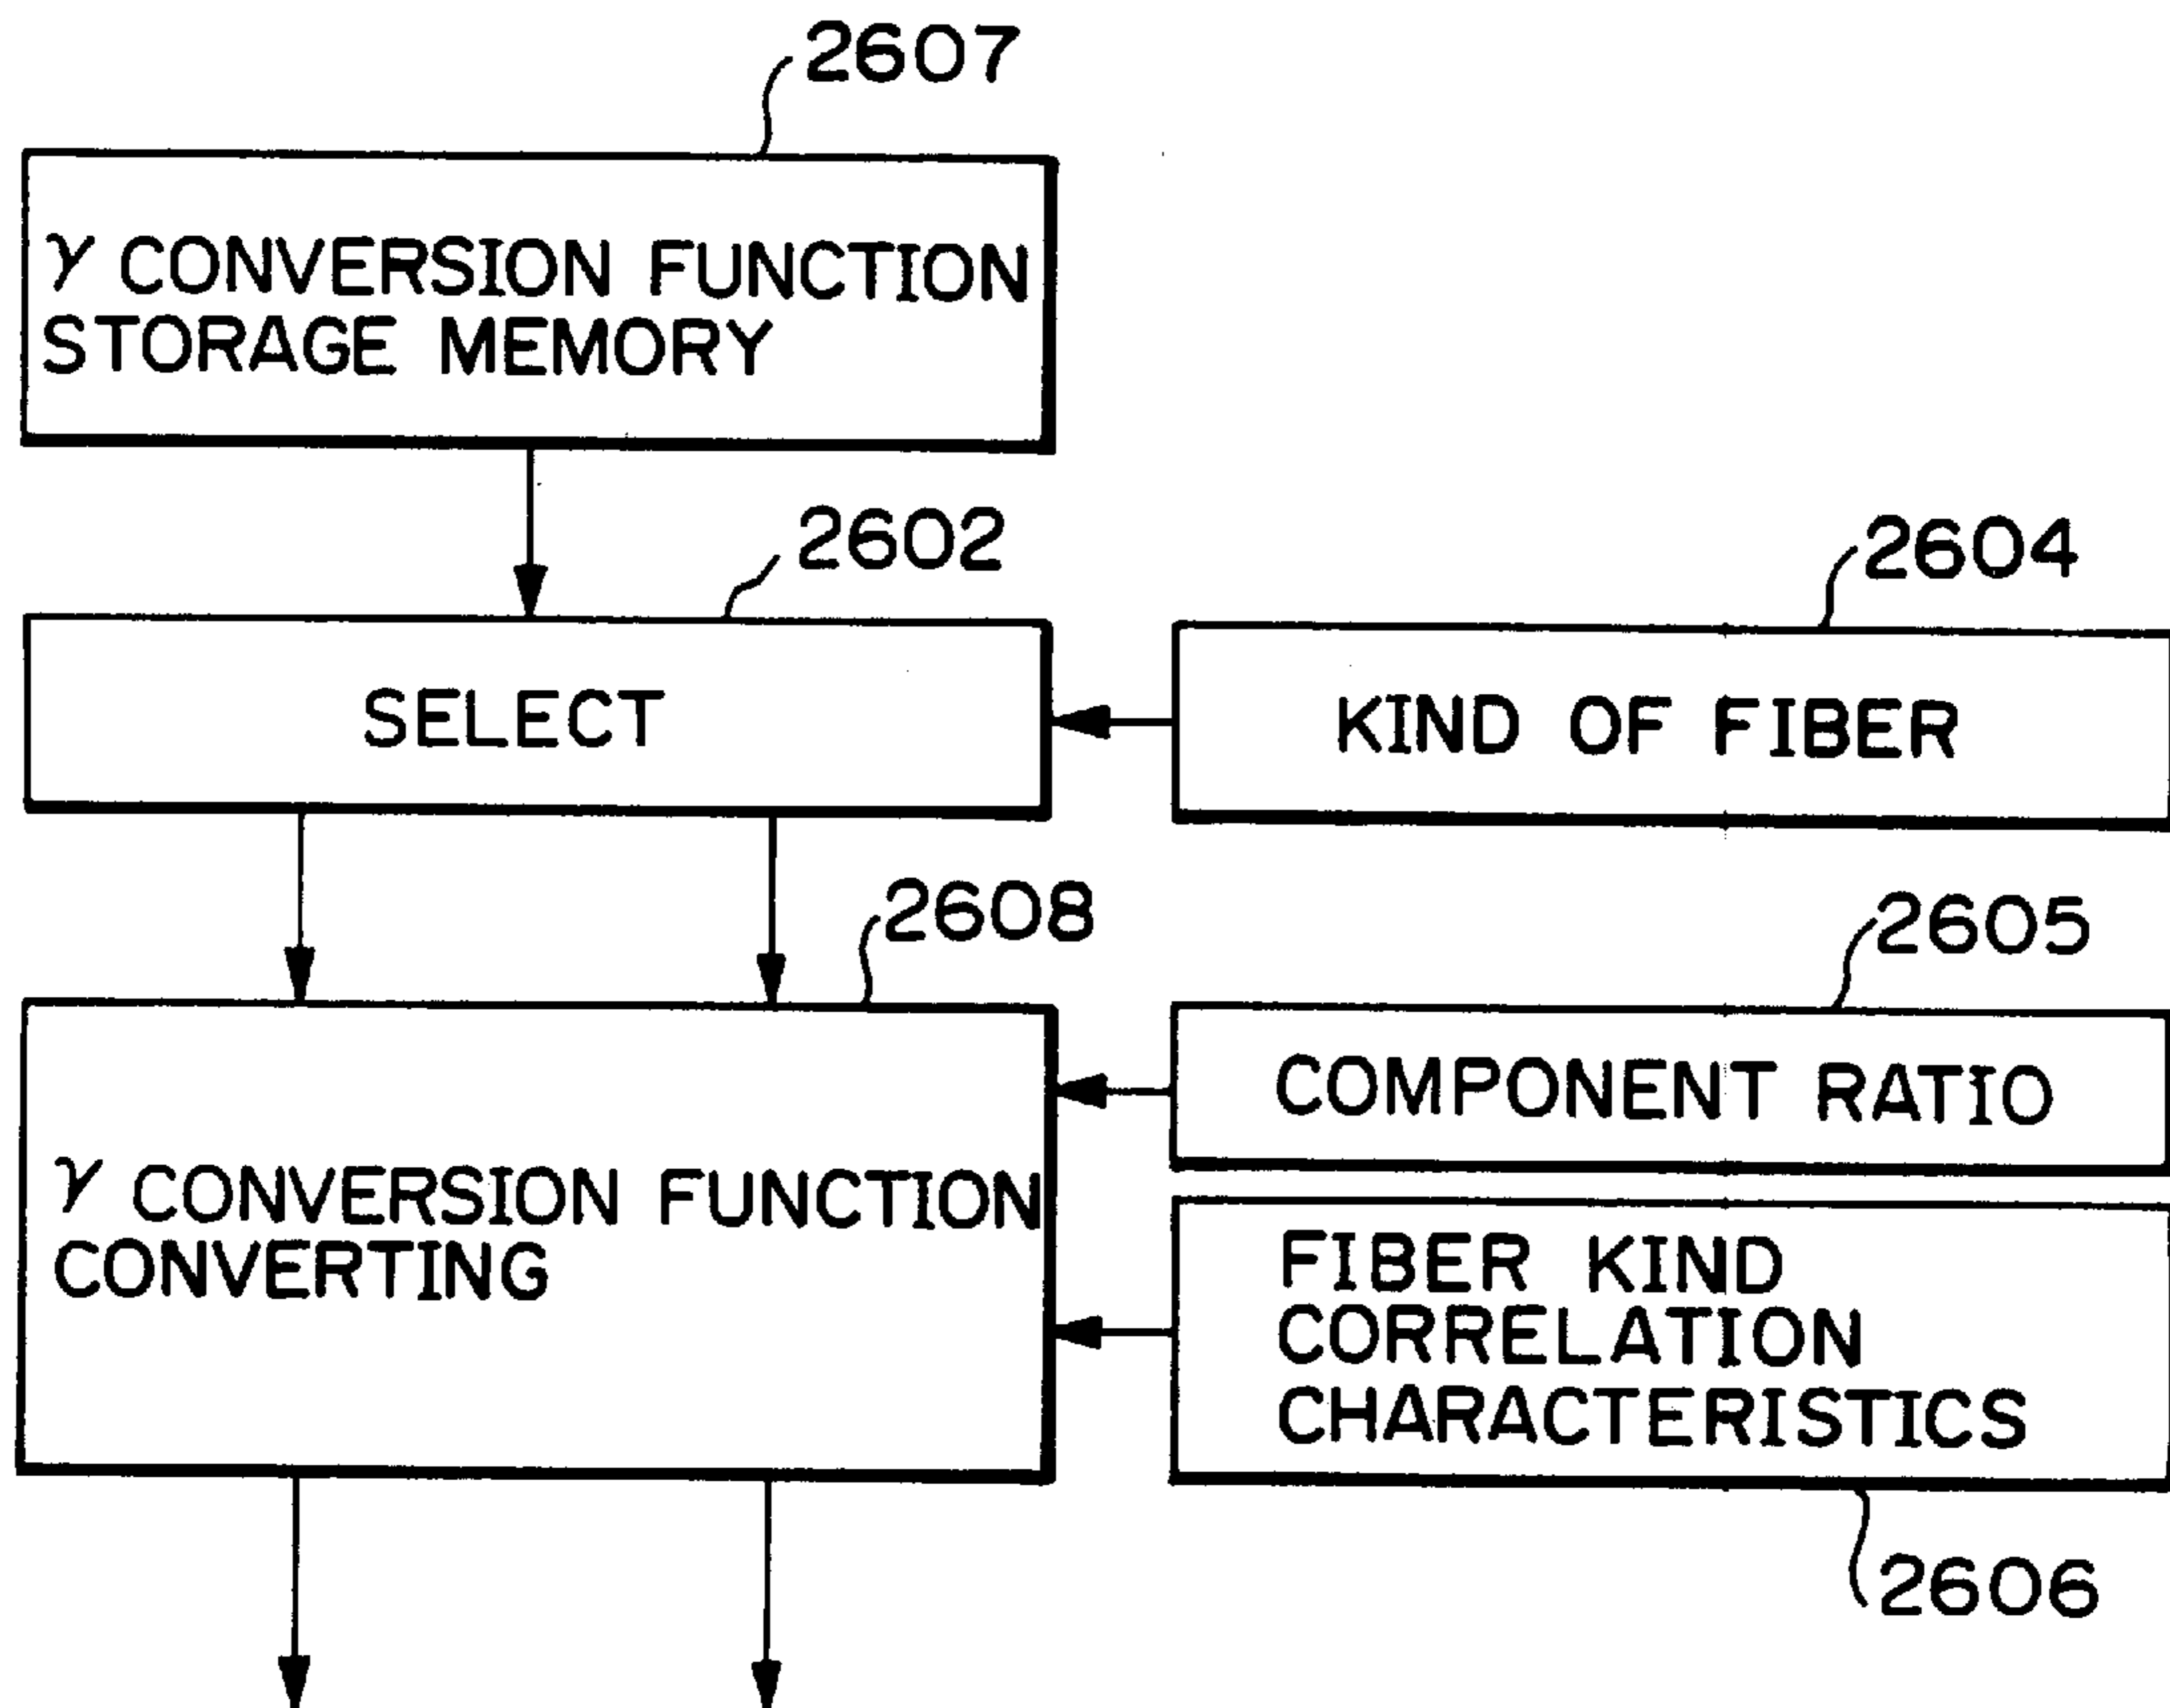 2607
γ CONVERSION FUNCTION
STORAGE MEMORY
2602
2604
SELECT
KIND OF FIBER
2608
2605
COMPONENT RATIO
γ CONVERSION FUNCTION
CONVERTING
FIBER KIND
CORRELATION
CHARACTERISTICS
2606